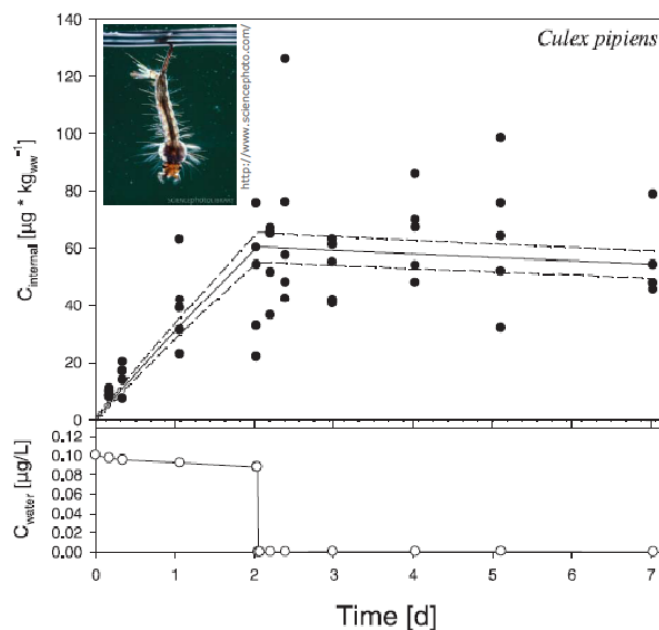 Culex pipiens
http://www.sciencephoto.com/
C_internal [µg * kg_ww^-1]
140
120
100
80
60
40
20
0
C_water [µg/L]
0.12
0.10
0.08
0.06
0.04
0.02
0.00
0 1 2 3 4 5 6 7
Time [d]